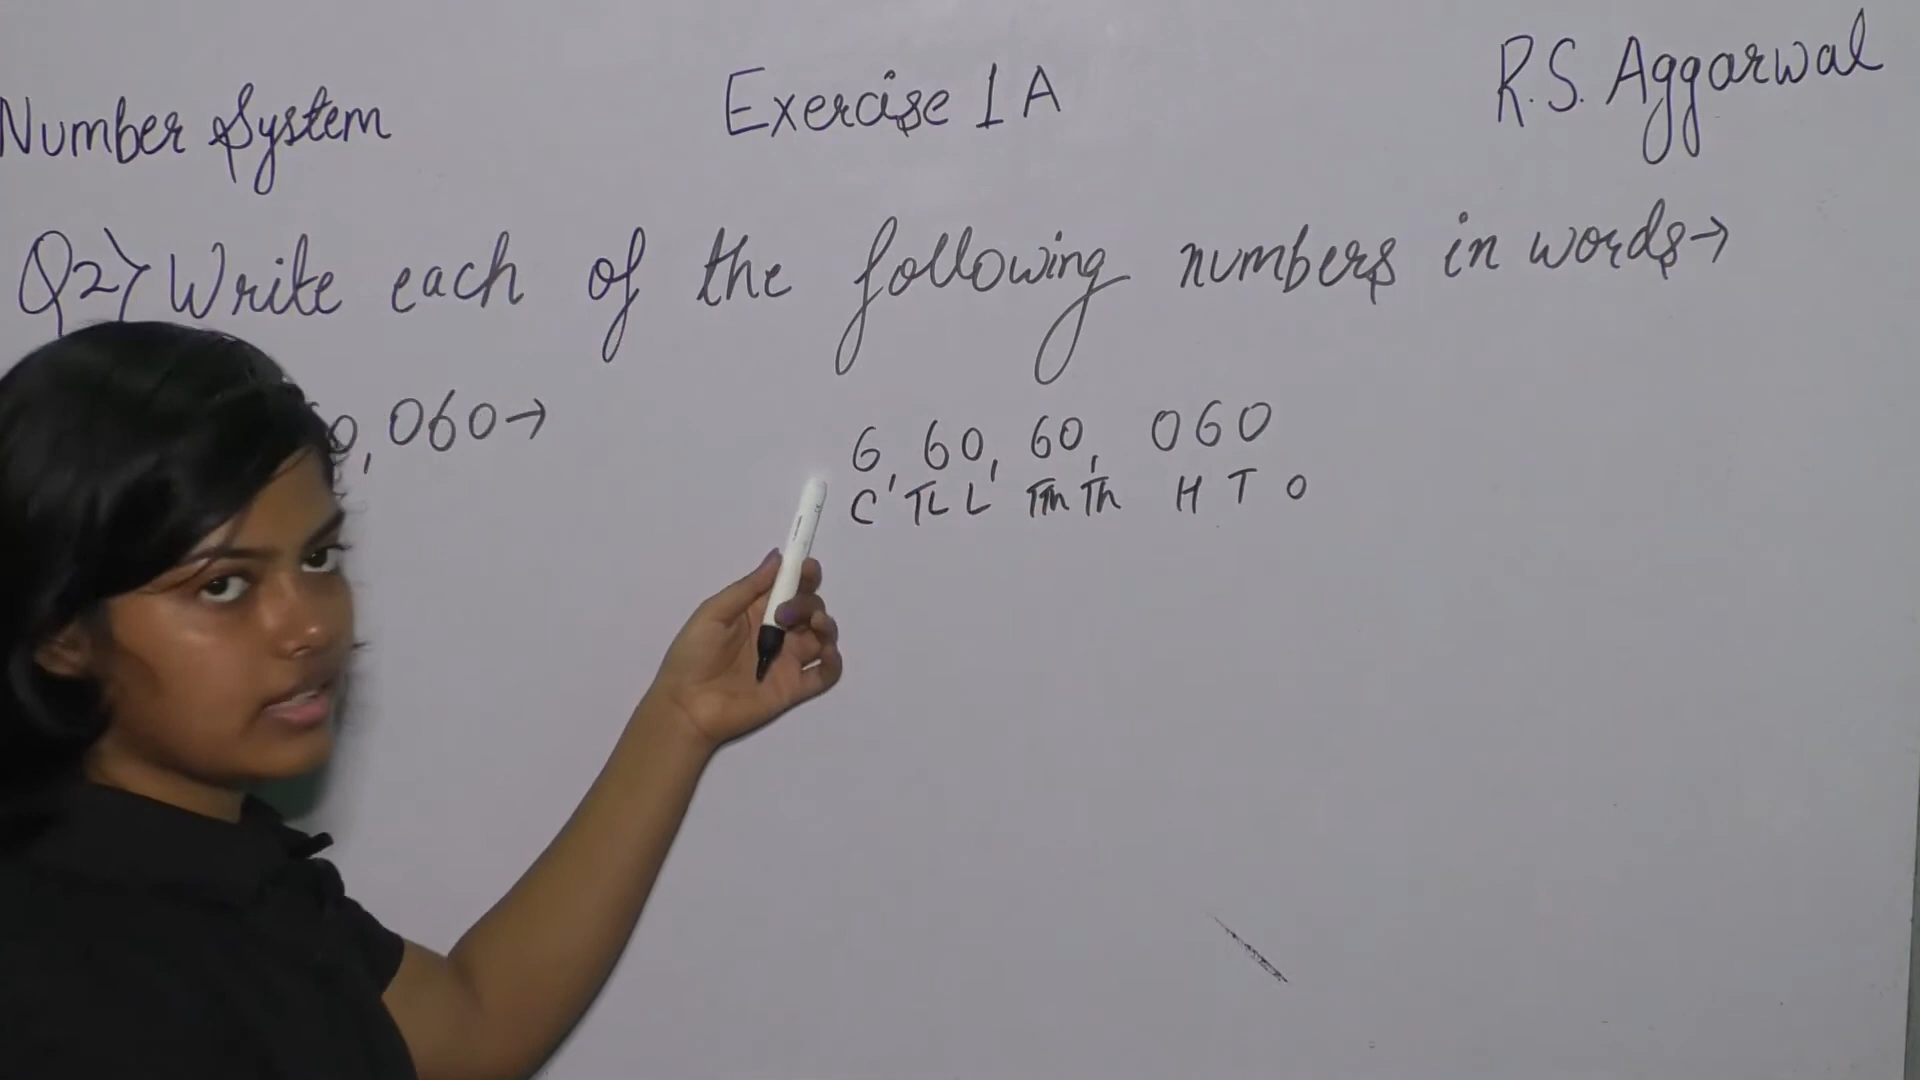 Number System Exercise 1A R.S. Aggarwal
Q2) Write each of the following numbers in words→
0,060→ 6,60,60,060
C' TL L' TTh Th H T O